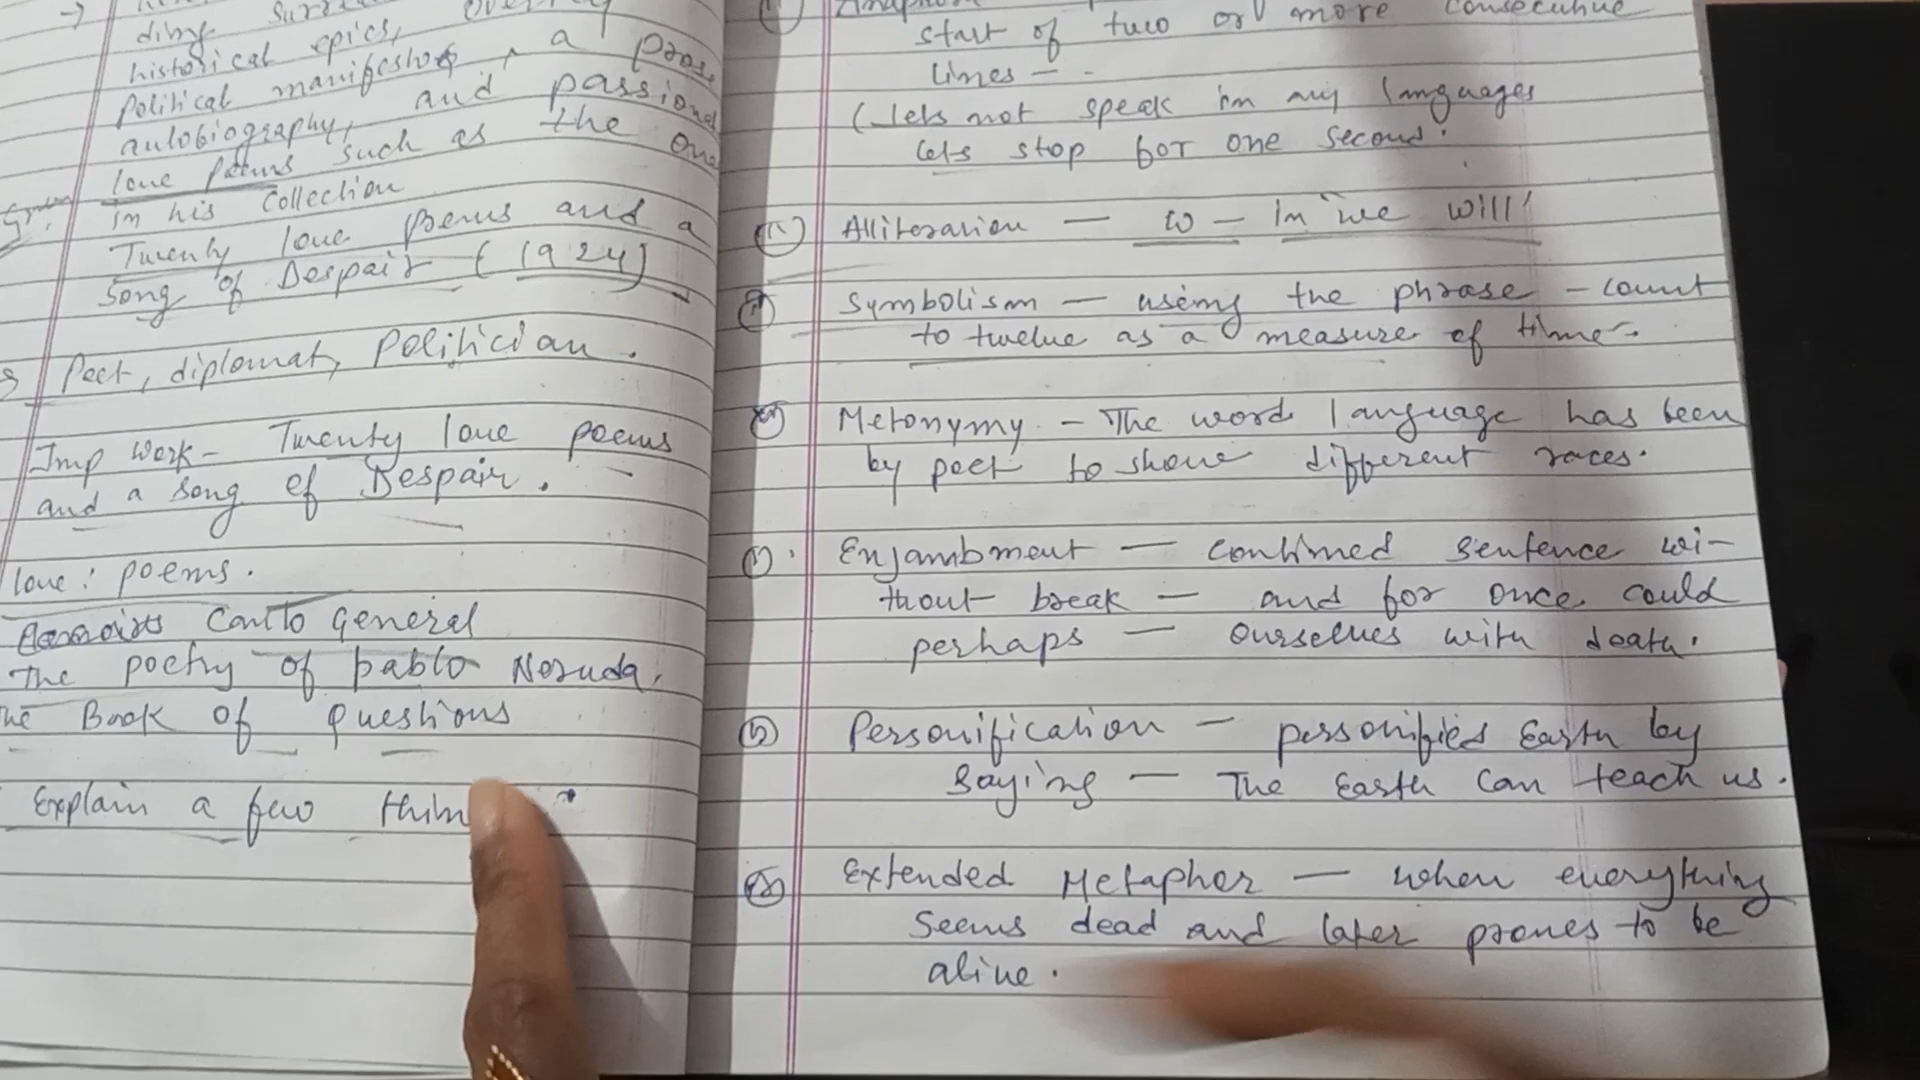 historical epics,
political manifestos, a
autobiography, and
love Poems such as the one
in his Collection
Twenty love poems and a
Song of Despair (1924)
Poet, diplomat, Politician.
Imp Work- Twenty love poems
and a Song of Despair.
love: poems.
Canto General
The poetry of pablo Neruda.
Book of questions
Explain a few
start of two or more consecutive
lines - -
(Lets not speak in any languages
lets stop for one second.
Alliteration — w — in 'we will'
Symbolism — using the phrase - count
to twelve as a measure of time.
Metonymy - The word language has been
by poet to show different races.
Enjambment — continued sentence wi-
thout break — and for once could
perhaps — ourselves with death.
Personification — personified Earth by
Saying — The Earth Can teach us.
Extended Metaphor — when everything
Seems dead and later proves to be
alive.